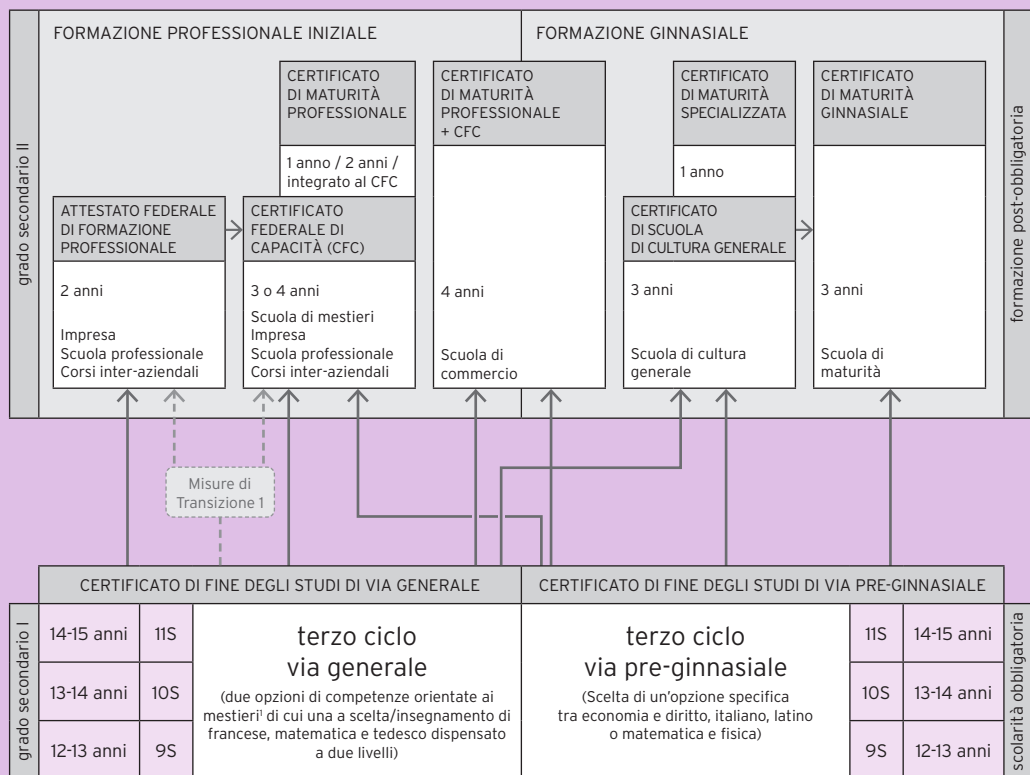 grado secondario II
FORMAZIONE PROFESSIONALE INIZIALE
FORMAZIONE GINNASIALE
formazione post-obbligatoria
CERTIFICATO
DI MATURITÀ
PROFESSIONALE
1 anno / 2 anni /
integrato al CFC
CERTIFICATO
DI MATURITÀ
PROFESSIONALE
+ CFC
CERTIFICATO
DI MATURITÀ
SPECIALIZZATA
1 anno
CERTIFICATO
DI MATURITÀ
GINNASIALE
ATTESTATO FEDERALE
DI FORMAZIONE
PROFESSIONALE
2 anni
Impresa
Scuola professionale
Corsi inter-aziendali
CERTIFICATO
FEDERALE DI
CAPACITÀ (CFC)
3 o 4 anni
Scuola di mestieri
Impresa
Scuola professionale
Corsi inter-aziendali
4 anni
Scuola di
commercio
CERTIFICATO
DI SCUOLA
DI CULTURA GENERALE
3 anni
Scuola di cultura
generale
3 anni
Scuola di
maturità
Misure di
Transizione 1
CERTIFICATO DI FINE DEGLI STUDI DI VIA GENERALE
CERTIFICATO DI FINE DEGLI STUDI DI VIA PRE-GINNASIALE
grado secondario I
14-15 anni 11S
13-14 anni 10S
12-13 anni 9S
terzo ciclo
via generale
(due opzioni di competenze orientate ai
mestieri¹ di cui una a scelta/insegnamento di
francese, matematica e tedesco dispensato
a due livelli)
terzo ciclo
via pre-ginnasiale
(Scelta di un'opzione specifica
tra economia e diritto, italiano, latino
o matematica e fisica)
11S 14-15 anni
10S 13-14 anni
9S 12-13 anni
scolarità obbligatoria